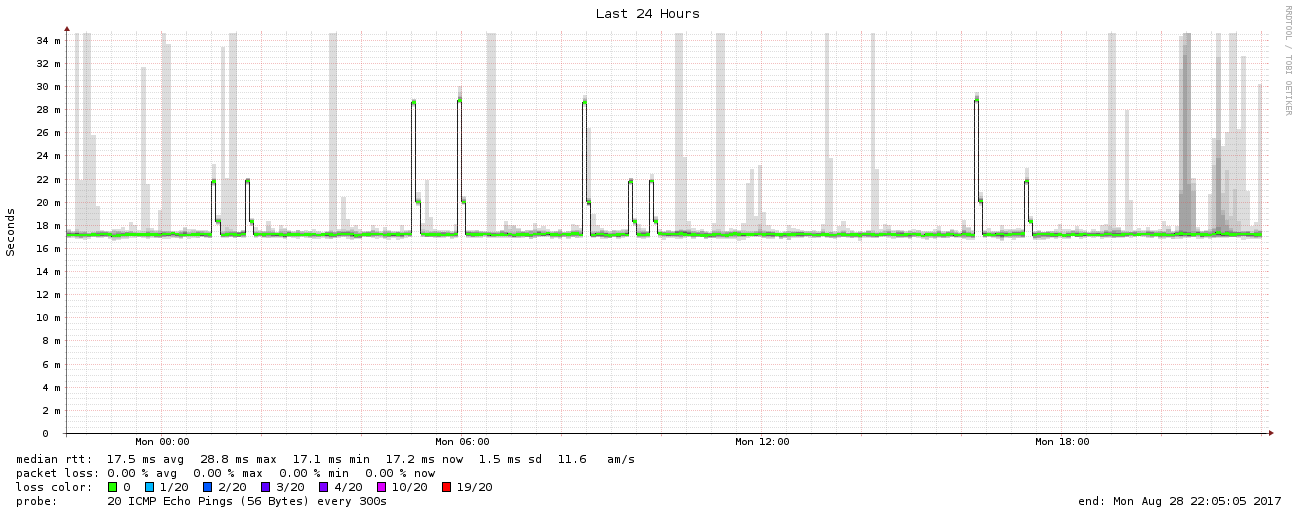 Last 24 Hours
RRDTOOL / TOBI OETIKER
Seconds
34 m
32 m
30 m
28 m
26 m
24 m
22 m
20 m
18 m
16 m
14 m
12 m
10 m
8 m
6 m
4 m
2 m
0
Mon 00:00 Mon 06:00 Mon 12:00 Mon 18:00
median rtt: 17.5 ms avg 28.8 ms max 17.1 ms min 17.2 ms now 1.5 ms sd 11.6 am/s
packet loss: 0.00 % avg 0.00 % max 0.00 % min 0.00 % now
loss color: 0 1/20 2/20 3/20 4/20 10/20 19/20
probe: 20 ICMP Echo Pings (56 Bytes) every 300s end: Mon Aug 28 22:05:05 2017